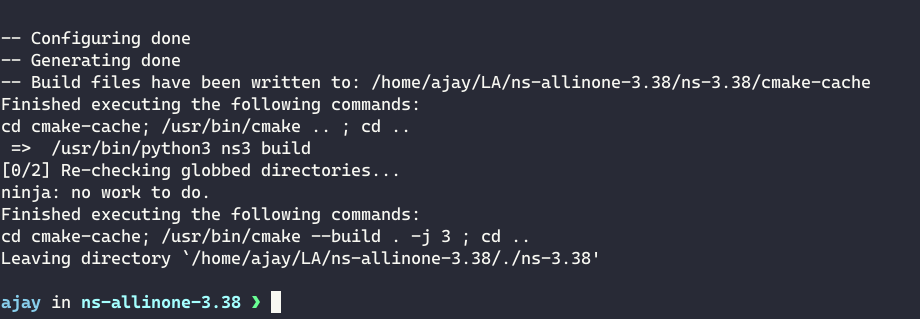 -- Configuring done
-- Generating done
-- Build files have been written to: /home/ajay/LA/ns-allinone-3.38/ns-3.38/cmake-cache
Finished executing the following commands:
cd cmake-cache; /usr/bin/cmake .. ; cd ..
 =>  /usr/bin/python3 ns3 build
[0/2] Re-checking globbed directories...
ninja: no work to do.
Finished executing the following commands:
cd cmake-cache; /usr/bin/cmake --build . -j 3 ; cd ..
Leaving directory `/home/ajay/LA/ns-allinone-3.38/./ns-3.38'
ajay in ns-allinone-3.38 ❯